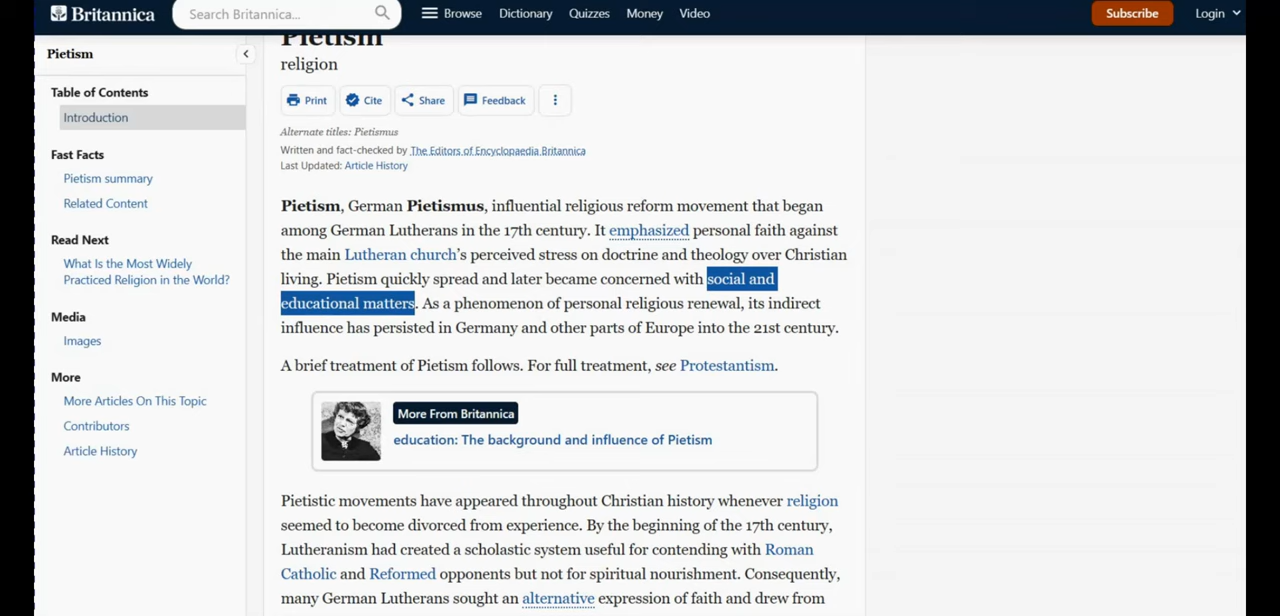 Britannica
Search Britannica...
Browse
Dictionary
Quizzes
Money
Video
Subscribe
Login
Pietism
Table of Contents
Introduction
Fast Facts
Pietism summary
Related Content
Read Next
What Is the Most Widely
Practiced Religion in the World?
Media
Images
More
More Articles On This Topic
Contributors
Article History
Pietism
religion
Print
Cite
Share
Feedback
Alternate titles: Pietismus
Written and fact-checked by The Editors of Encyclopaedia Britannica
Last Updated: Article History
Pietism, German Pietismus, influential religious reform movement that began
among German Lutherans in the 17th century. It emphasized personal faith against
the main Lutheran church’s perceived stress on doctrine and theology over Christian
living. Pietism quickly spread and later became concerned with social and
educational matters. As a phenomenon of personal religious renewal, its indirect
influence has persisted in Germany and other parts of Europe into the 21st century.
A brief treatment of Pietism follows. For full treatment, see Protestantism.
More From Britannica
education: The background and influence of Pietism
Pietistic movements have appeared throughout Christian history whenever religion
seemed to become divorced from experience. By the beginning of the 17th century,
Lutheranism had created a scholastic system useful for contending with Roman
Catholic and Reformed opponents but not for spiritual nourishment. Consequently,
many German Lutherans sought an alternative expression of faith and drew from